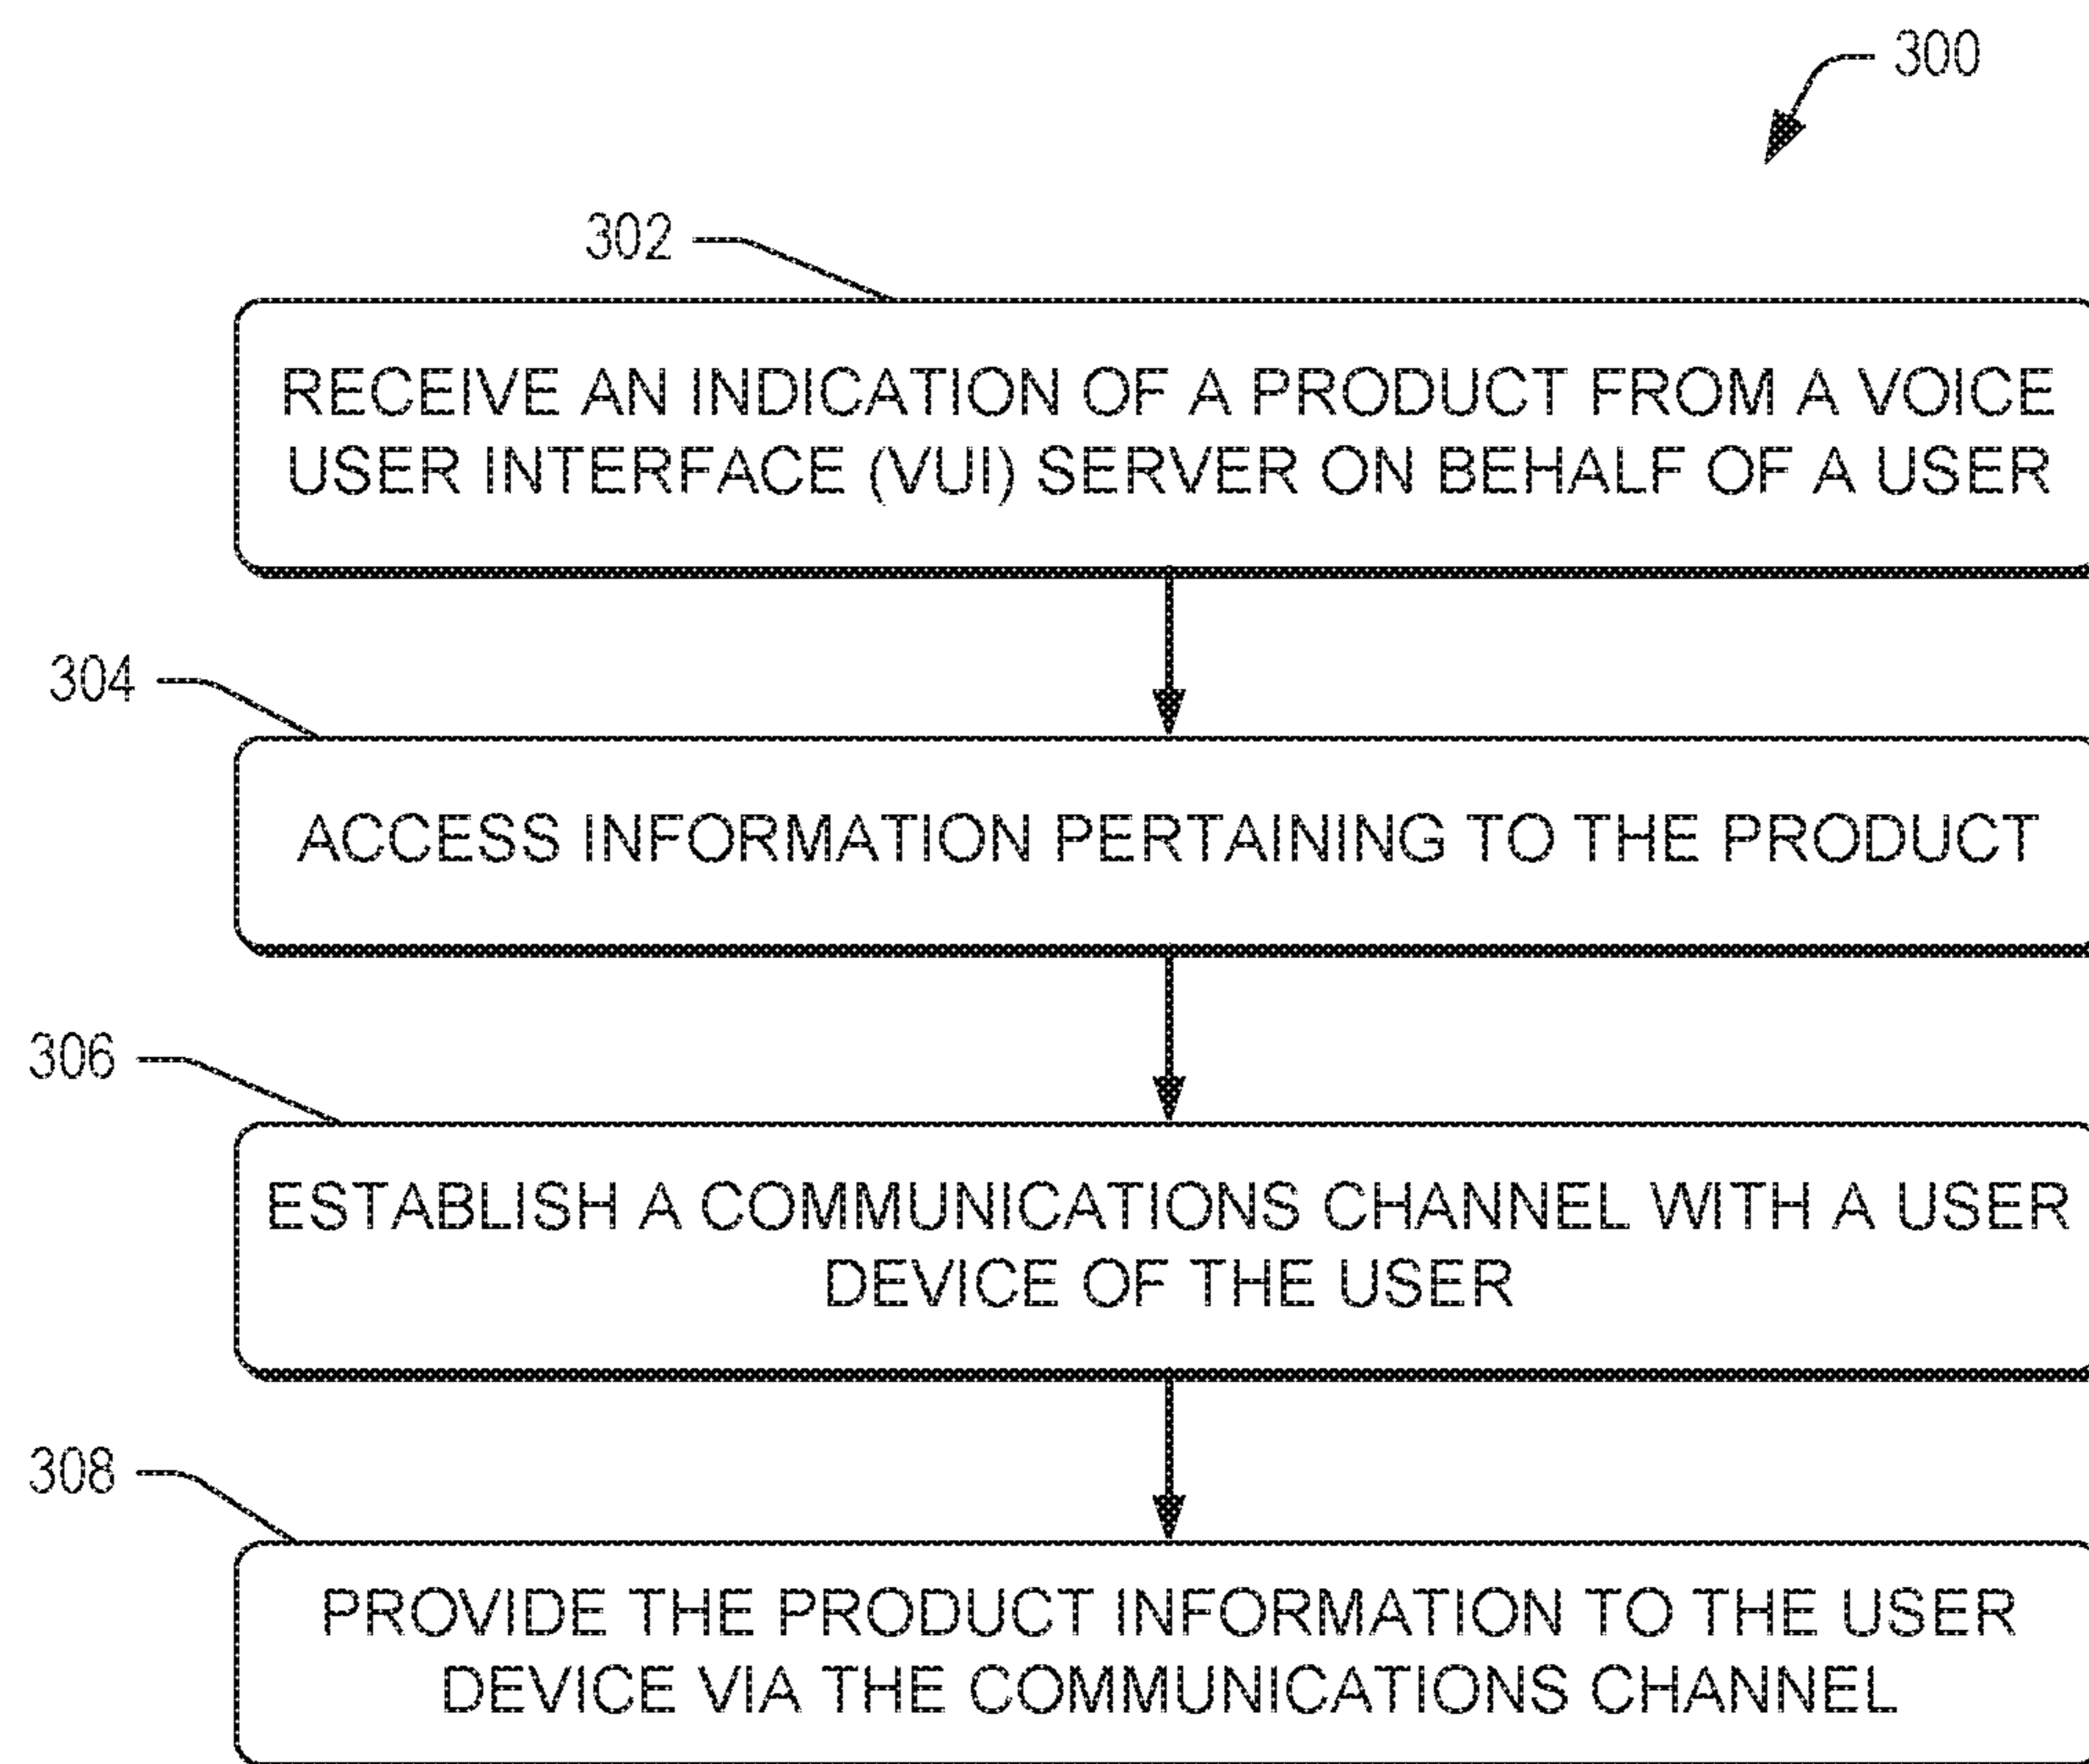 300
302
RECEIVE AN INDICATION OF A PRODUCT FROM A VOICE
USER INTERFACE (VUI) SERVER ON BEHALF OF A USER
304
ACCESS INFORMATION PERTAINING TO THE PRODUCT
306
ESTABLISH A COMMUNICATIONS CHANNEL WITH A USER
DEVICE OF THE USER
308
PROVIDE THE PRODUCT INFORMATION TO THE USER
DEVICE VIA THE COMMUNICATIONS CHANNEL